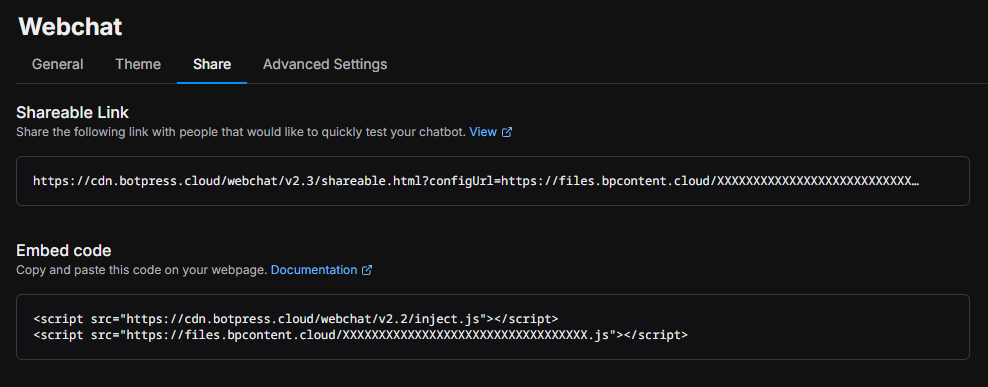 Webchat
General Theme Share Advanced Settings
Shareable Link
Share the following link with people that would like to quickly test your chatbot. View
https://cdn.botpress.cloud/webchat/v2.3/shareable.html?configUrl=https://files.bpcontent.cloud/XXXXXXXXXXXXXXXXXXXXXXXXXXX…
Embed code
Copy and paste this code on your webpage. Documentation
<script src="https://cdn.botpress.cloud/webchat/v2.2/inject.js"></script>
<script src="https://files.bpcontent.cloud/XXXXXXXXXXXXXXXXXXXXXXXXXXXXXXXXXX.js"></script>